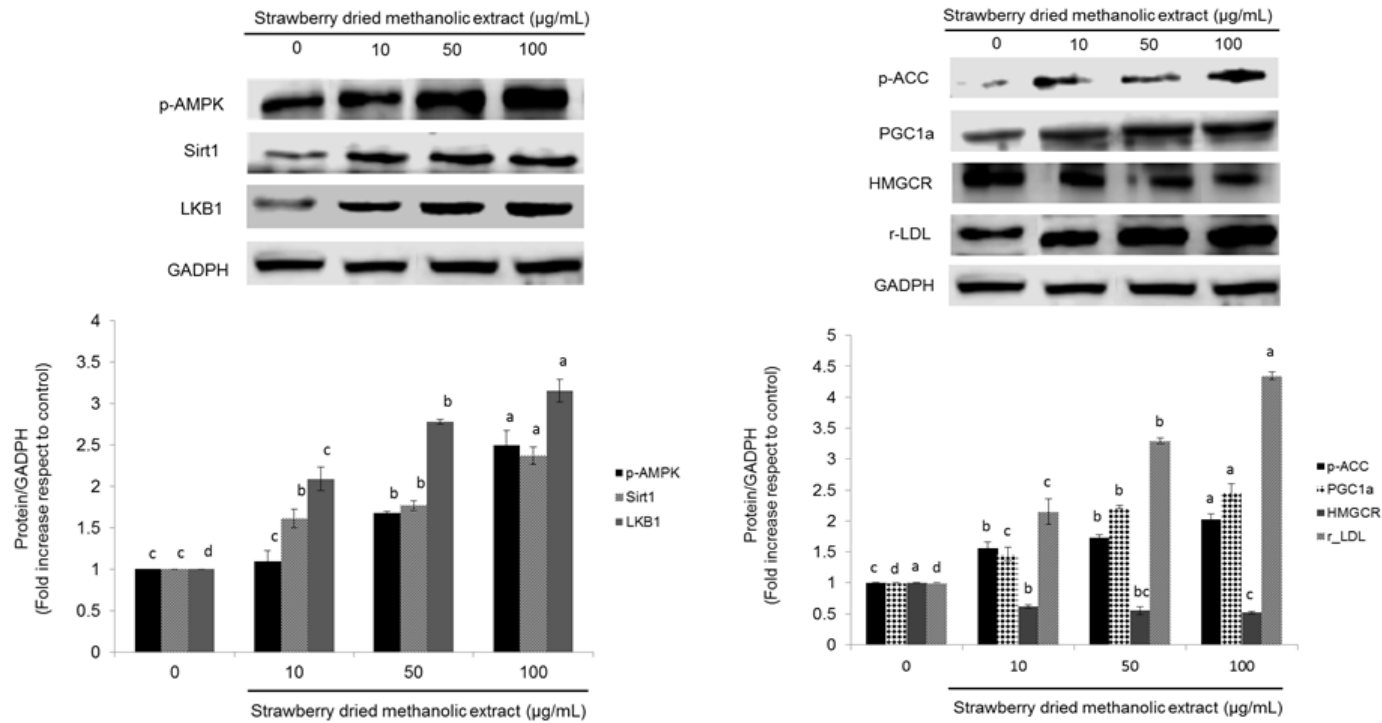 Strawberry dried methanolic extract (µg/mL)
0 10 50 100
p-AMPK
Sirt1
LKB1
GADPH
4
3.5
3
2.5
2
1.5
1
0.5
0
Protein/GADPH
(Fold increase respect to control)
c c d
c b c
b b b
a a a
p-AMPK
Sirt1
LKB1
0 10 50 100
Strawberry dried methanolic extract (µg/mL)
Strawberry dried methanolic extract (µg/mL)
0 10 50 100
p-ACC
PGC1a
HMGCR
r-LDL
GADPH
5
4.5
4
3.5
3
2.5
2
1.5
1
0.5
0
Protein/GADPH
(Fold increase respect to control)
c d a d
b c b c
b b bc b
a a c a
p-ACC
PGC1a
HMGCR
r_LDL
0 10 50 100
Strawberry dried methanolic extract (µg/mL)